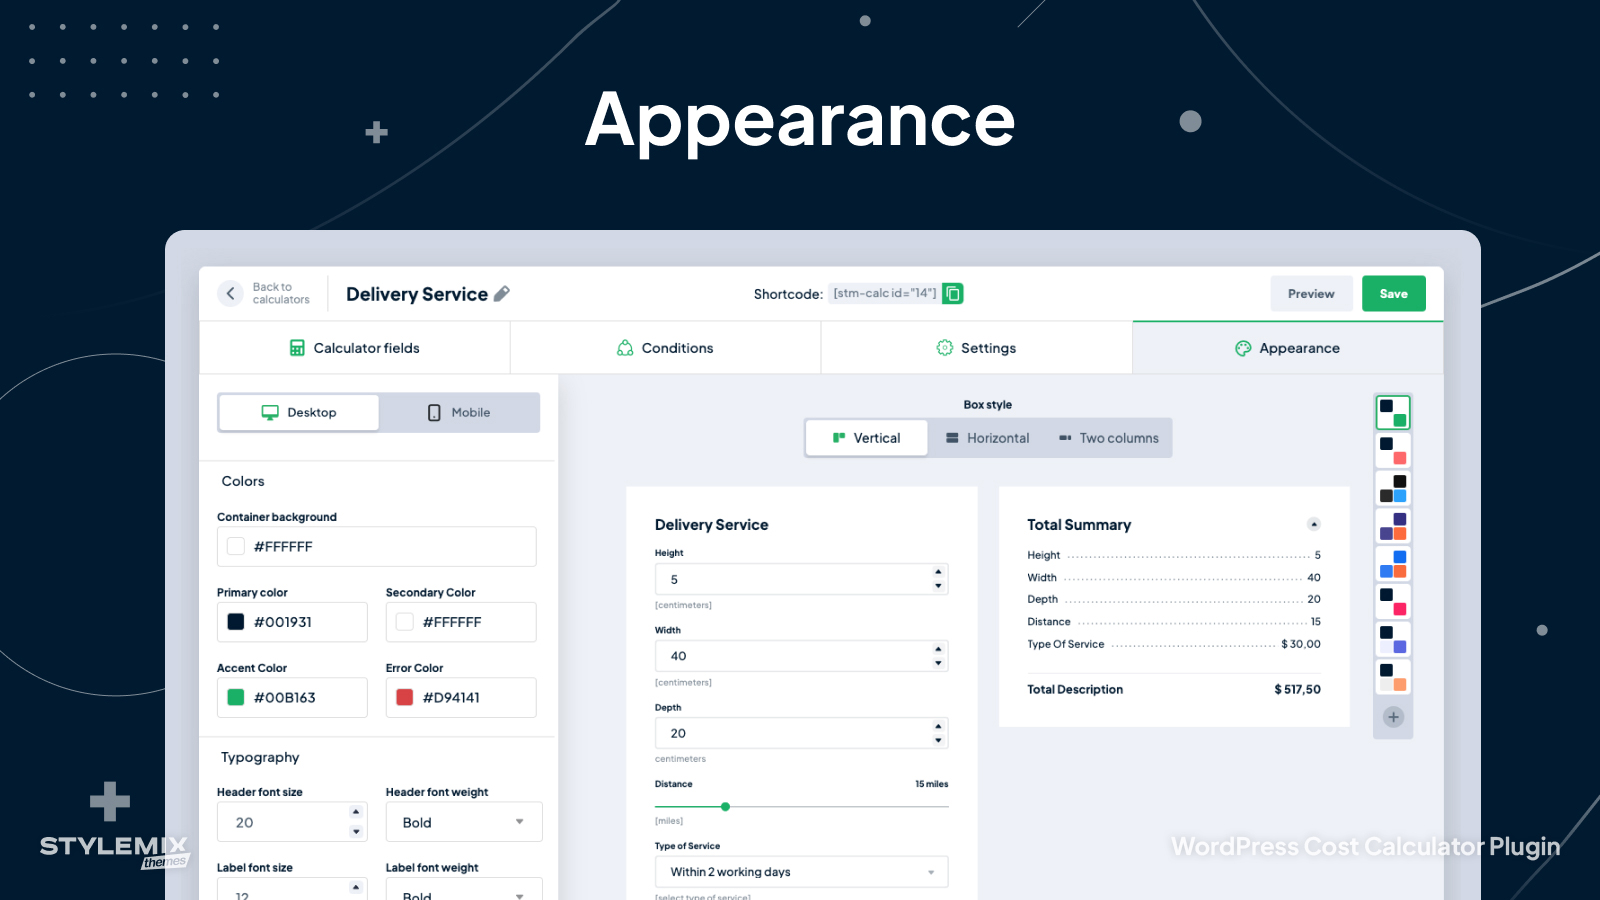 Appearance
Back to
calculators
Delivery Service
Shortcode: [stm-calc id="14"]
Preview
Save
Calculator fields
Conditions
Settings
Appearance
Desktop
Mobile
Colors
Container background
#FFFFFF
Primary color
Secondary Color
#001931
#FFFFFF
Accent Color
Error Color
#00B163
#D94141
Typography
Header font size
Header font weight
20
Bold
Label font size
Label font weight
12
Bold
Box style
Vertical
Horizontal
Two columns
Delivery Service
Height
5
[centimeters]
Width
40
[centimeters]
Depth
20
centimeters
Distance 15 miles
[miles]
Type of Service
Within 2 working days
[select type of service]
Total Summary
Height 5
Width 40
Depth 20
Distance 15
Type Of Service $ 30,00
Total Description $ 517,50
STYLEMIX
themes
WordPress Cost Calculator Plugin